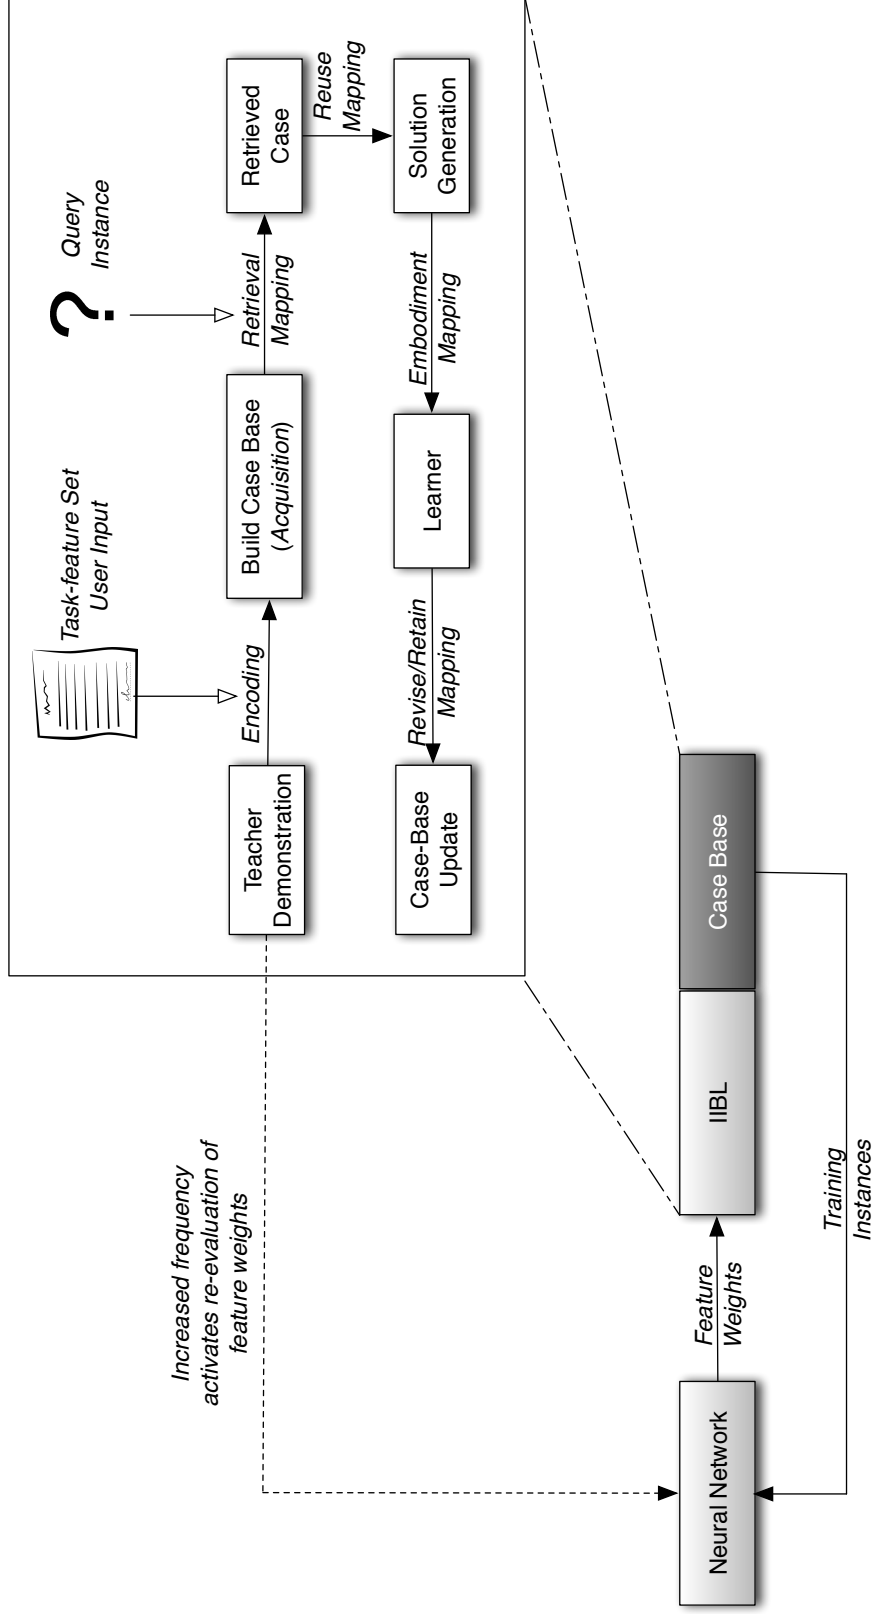 Task-feature Set
User Input
?
Query
Instance
Teacher
Demonstration
Encoding
Build Case Base
(Acquisition)
Retrieval
Mapping
Retrieved
Case
Reuse
Mapping
Case-Base
Update
Revise/Retain
Mapping
Learner
Embodiment
Mapping
Solution
Generation
Increased frequency
activates re-evaluation of
feature weights
Neural Network
Feature
Weights
IIBL
Case Base
Training
Instances